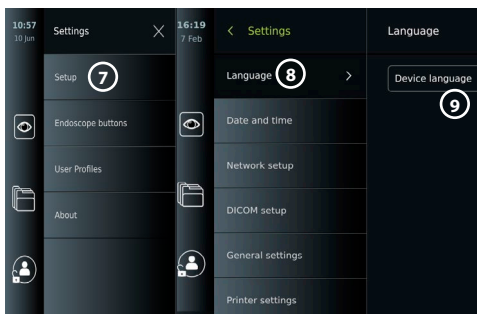 10:57
10 Jun
Settings
Setup
7
Endoscope buttons
User Profiles
About
16:19
7 Feb
Settings
Language
8
Date and time
Network setup
DICOM setup
General settings
Printer settings
Language
Device language
9